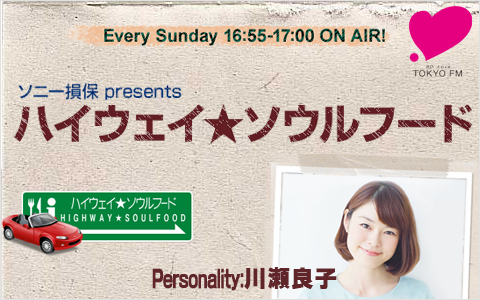 Every Sunday 16:55-17:00 ON AIR!
TOKYO FM
ソニー損保 presents
ハイウェイ★ソウルフード
ハイウェイ★ソウルフード
HIGHWAY★SOULFOOD
Personality:川瀬良子